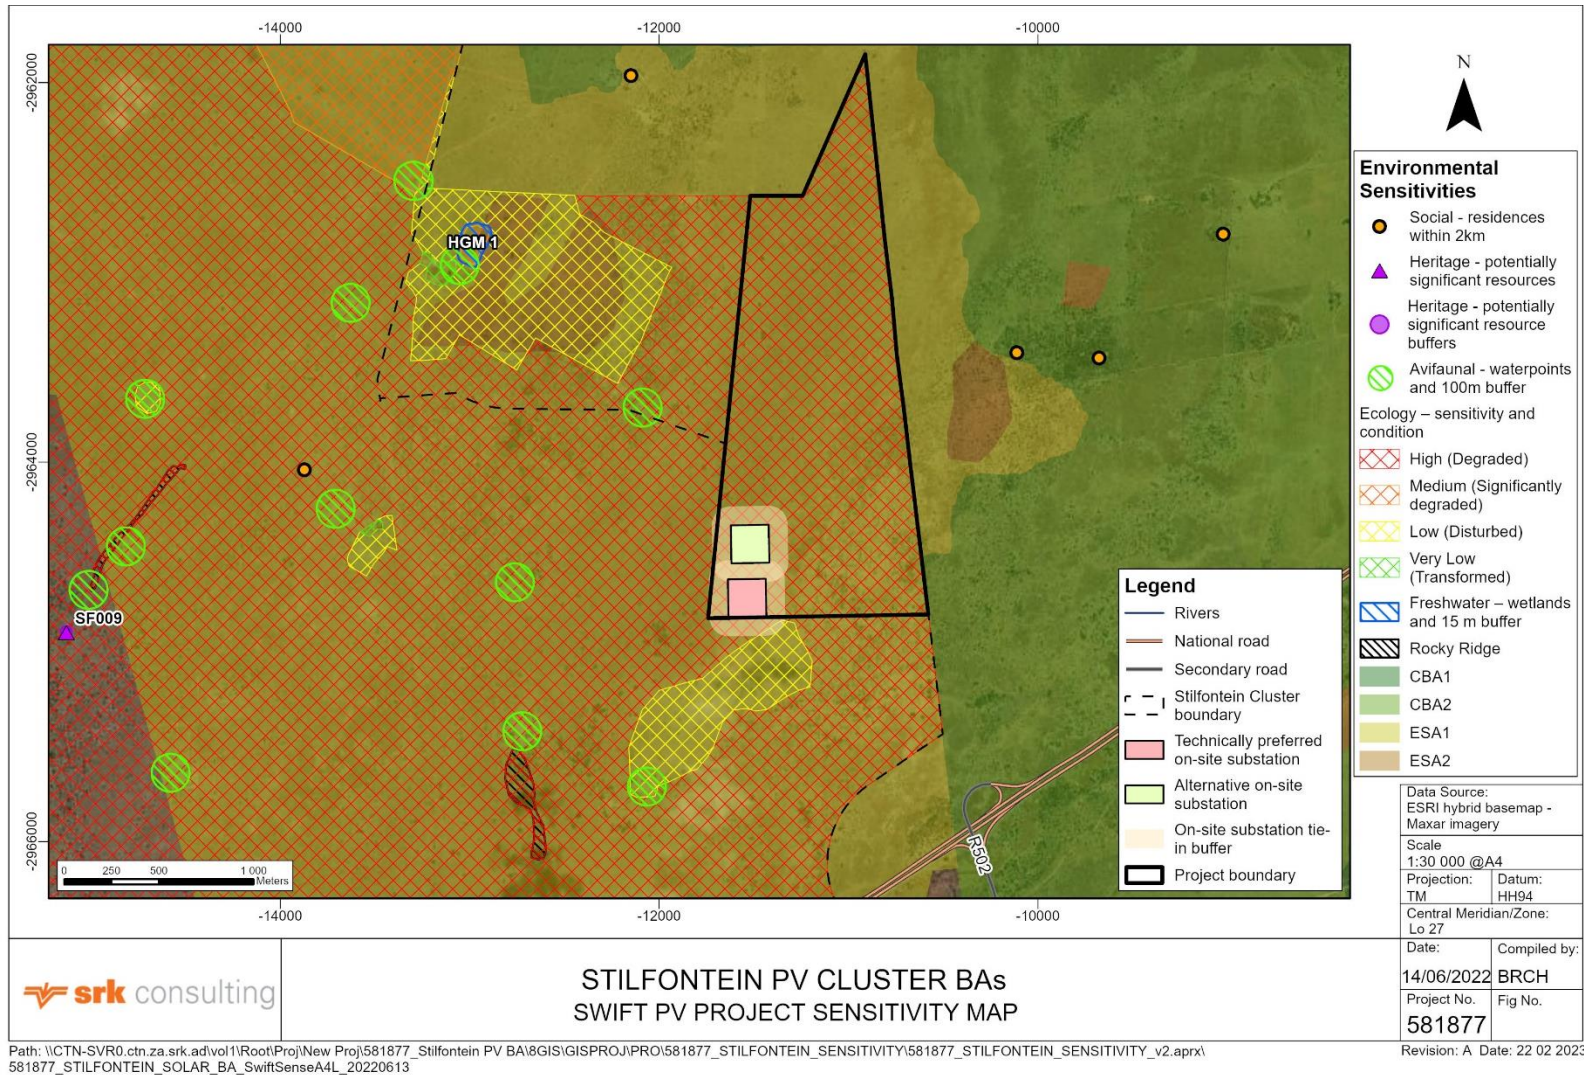 -14000
-12000
-10000
-2962000
-2964000
-2966000
HGM 1
SF009
R502
N
Environmental
Sensitivities
Social - residences
within 2km
Heritage - potentially
significant resources
Heritage - potentially
significant resource
buffers
Avifaunal - waterpoints
and 100m buffer
Ecology – sensitivity and
condition
High (Degraded)
Medium (Significantly
degraded)
Low (Disturbed)
Very Low
(Transformed)
Freshwater – wetlands
and 15 m buffer
Rocky Ridge
CBA1
CBA2
ESA1
ESA2
Legend
Rivers
National road
Secondary road
Stilfontein Cluster
boundary
Technically preferred
on-site substation
Alternative on-site
substation
On-site substation tie-
in buffer
Project boundary
0 250 500 1 000
Meters
-14000
-12000
-10000
Data Source:
ESRI hybrid basemap -
Maxar imagery
Scale
1:30 000 @A4
Projection:
TM
Datum:
HH94
Central Meridian/Zone:
Lo 27
Date:
14/06/2022
Compiled by:
BRCH
Project No.
581877
Fig No.
srk consulting
STILFONTEIN PV CLUSTER BAs
SWIFT PV PROJECT SENSITIVITY MAP
Path: \\CTN-SVR0.ctn.za.srk.ad\vol1\Root\Proj\New Proj\581877_Stilfontein PV BA\8GIS\GISPROJ\PRO\581877_STILFONTEIN_SENSITIVITY\581877_STILFONTEIN_SENSITIVITY_v2.aprx\
581877_STILFONTEIN_SOLAR_BA_SwiftSenseA4L_20220613
Revision: A Date: 22 02 2023